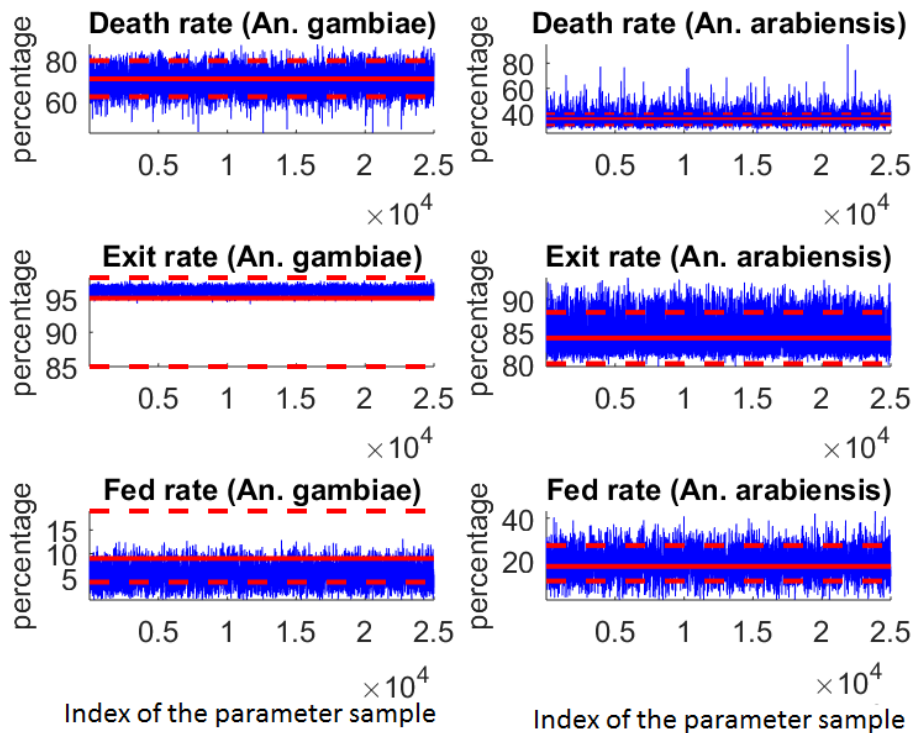 Death rate (An. gambiae)
percentage
80
60
0.5 1 1.5 2 2.5
×10^4
Death rate (An. arabiensis)
percentage
80
60
40
0.5 1 1.5 2 2.5
×10^4
Exit rate (An. gambiae)
percentage
95
90
85
0.5 1 1.5 2 2.5
×10^4
Exit rate (An. arabiensis)
percentage
90
85
80
0.5 1 1.5 2 2.5
×10^4
Fed rate (An. gambiae)
percentage
15
10
5
0.5 1 1.5 2 2.5
×10^4
Index of the parameter sample
Fed rate (An. arabiensis)
percentage
40
20
0.5 1 1.5 2 2.5
×10^4
Index of the parameter sample